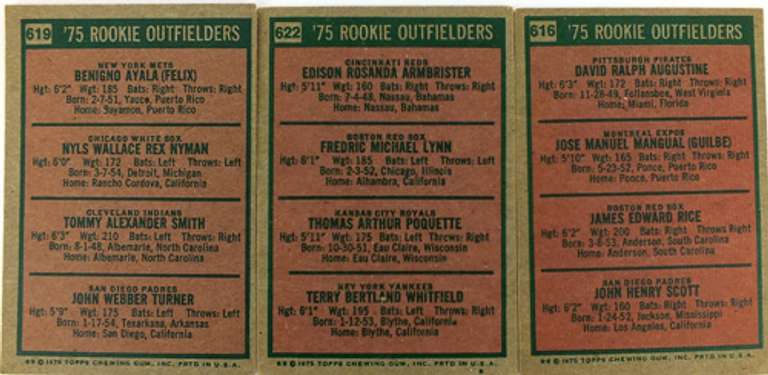 619 '75 ROOKIE OUTFIELDERS
NEW YORK METS
BENIGNO AYALA (FELIX)
Hgt: 6'2" Wgt: 185 Bats: Right Throws: Right
Born: 2-7-51, Yauco, Puerto Rico
Home: Bayamon, Puerto Rico
CHICAGO WHITE SOX
NYLS WALLACE REX NYMAN
Hgt: 6'0" Wgt: 172 Bats: Left Throws: Left
Born: 3-7-54, Detroit, Michigan
Home: Rancho Cordova, California
CLEVELAND INDIANS
TOMMY ALEXANDER SMITH
Hgt: 6'3" Wgt: 210 Bats: Left Throws: Right
Born: 8-1-48, Albemarle, North Carolina
Home: Albemarle, North Carolina
SAN DIEGO PADRES
JOHN WEBBER TURNER
Hgt: 5'9" Wgt: 175 Bats: Left Throws: Left
Born: 1-17-54, Texarkana, Arkansas
Home: San Diego, California
© 1975 TOPPS CHEWING GUM, INC. PRTD IN U.S.A.
622 '75 ROOKIE OUTFIELDERS
CINCINNATI REDS
EDISON ROSANDA ARMBRISTER
Hgt: 5'11" Wgt: 160 Bats: Right Throws: Right
Born: 7-4-48, Nassau, Bahamas
Home: Nassau, Bahamas
BOSTON RED SOX
FREDRIC MICHAEL LYNN
Hgt: 6'1" Wgt: 185 Bats: Left Throws: Left
Born: 2-3-52, Chicago, Illinois
Home: Alhambra, California
KANSAS CITY ROYALS
THOMAS ARTHUR POQUETTE
Hgt: 5'11" Wgt: 175 Bats: Left Throws: Right
Born: 10-30-51, Eau Claire, Wisconsin
Home: Eau Claire, Wisconsin
NEW YORK YANKEES
TERRY BERTLAND WHITFIELD
Hgt: 6'1" Wgt: 195 Bats: Left Throws: Right
Born: 1-12-53, Blythe, California
Home: Blythe, California
© 1975 TOPPS CHEWING GUM, INC. PRTD IN U.S.A.
616 '75 ROOKIE OUTFIELDERS
PITTSBURGH PIRATES
DAVID RALPH AUGUSTINE
Hgt: 6'3" Wgt: 172 Bats: Right Throws: Right
Born: 11-28-49, Follansbee, West Virginia
Home: Miami, Florida
MONTREAL EXPOS
JOSE MANUEL MANGUAL (GUILBE)
Hgt: 5'10" Wgt: 165 Bats: Right Throws: Right
Born: 5-23-52, Ponce, Puerto Rico
Home: Ponce, Puerto Rico
BOSTON RED SOX
JAMES EDWARD RICE
Hgt: 6'2" Wgt: 200 Bats: Right Throws: Right
Born: 3-8-53, Anderson, South Carolina
Home: Anderson, South Carolina
SAN DIEGO PADRES
JOHN HENRY SCOTT
Hgt: 6'2" Wgt: 160 Bats: Right Throws: Right
Born: 1-24-52, Jackson, Mississippi
Home: Los Angeles, California
© 1975 TOPPS CHEWING GUM, INC. PRTD IN U.S.A.